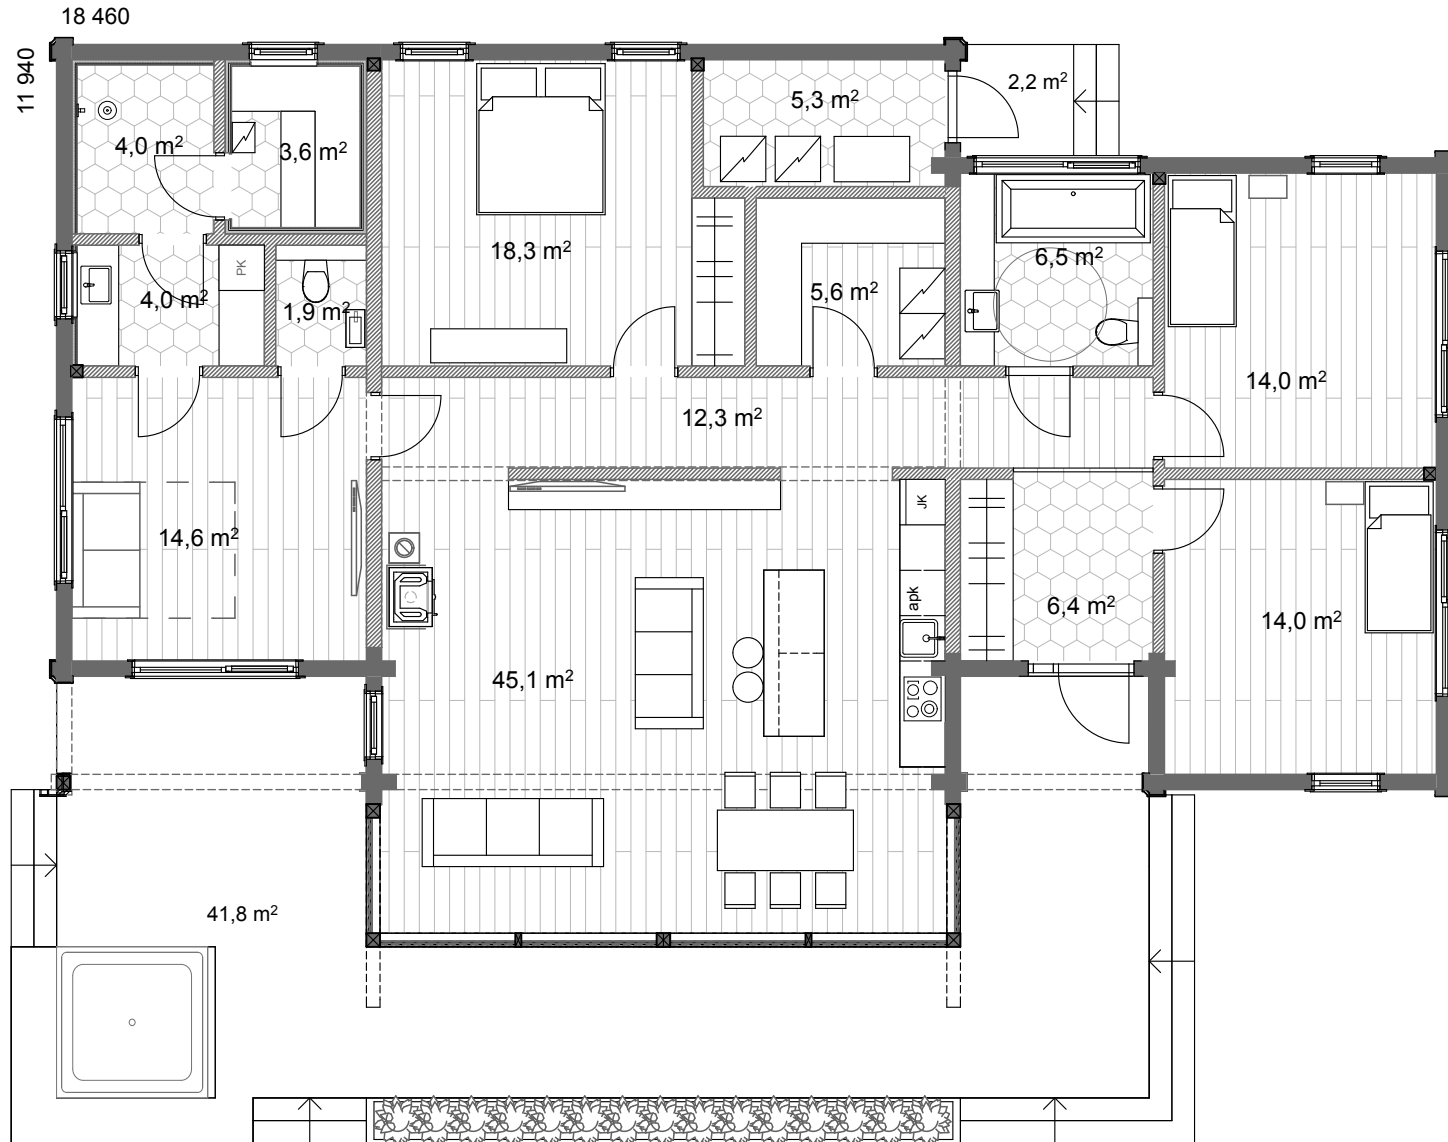 18 460
11 940
2,2 m²
5,3 m²
4,0 m²
3,6 m²
18,3 m²
6,5 m²
PK
4,0 m²
1,9 m²
5,6 m²
14,0 m²
12,3 m²
JK
14,6 m²
apk
6,4 m²
14,0 m²
45,1 m²
41,8 m²